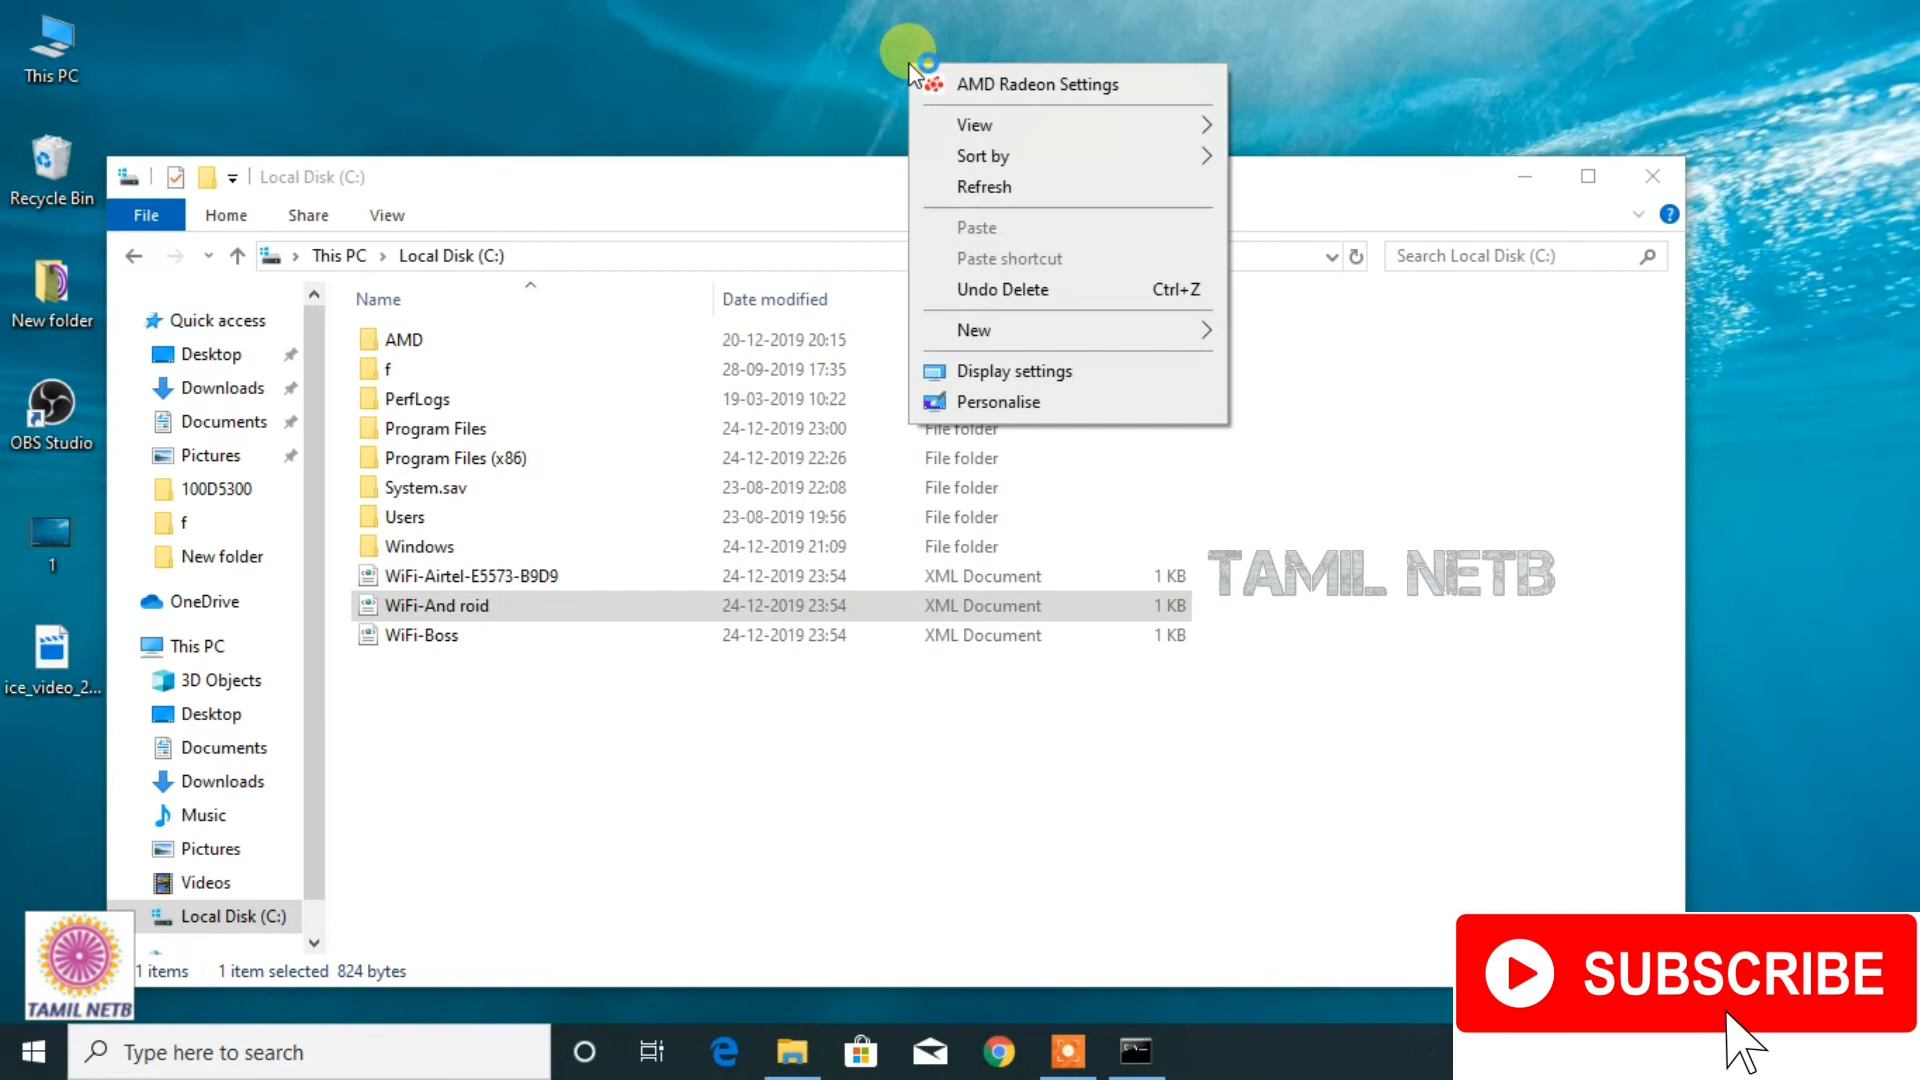 This PC
Recycle Bin
New folder
OBS Studio
1
ice_video_2...
Local Disk (C:)
File Home Share View
This PC Local Disk (C:)
Search Local Disk (C:)
Quick access
Desktop
Downloads
Documents
Pictures
100D5300
f
New folder
OneDrive
This PC
3D Objects
Desktop
Documents
Downloads
Music
Pictures
Videos
Local Disk (C:)
Name Date modified
AMD 20-12-2019 20:15
f 28-09-2019 17:35
PerfLogs 19-03-2019 10:22
Program Files 24-12-2019 23:00 File folder
Program Files (x86) 24-12-2019 22:26 File folder
System.sav 23-08-2019 22:08 File folder
Users 23-08-2019 19:56 File folder
Windows 24-12-2019 21:09 File folder
WiFi-Airtel-E5573-B9D9 24-12-2019 23:54 XML Document 1 KB
WiFi-And roid 24-12-2019 23:54 XML Document 1 KB
WiFi-Boss 24-12-2019 23:54 XML Document 1 KB
AMD Radeon Settings
View
Sort by
Refresh
Paste
Paste shortcut
Undo Delete Ctrl+Z
New
Display settings
Personalise
TAMIL NETB
1 items 1 item selected 824 bytes
TAMIL NETB
SUBSCRIBE
Type here to search